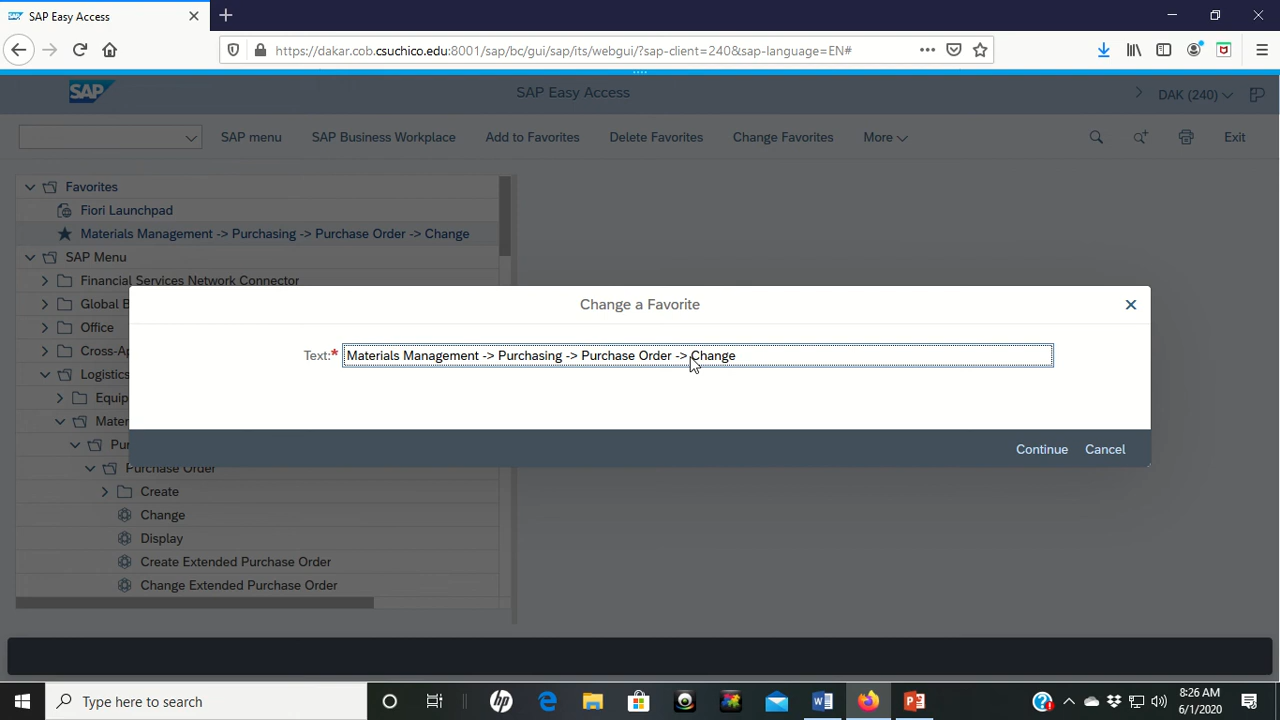 SAP Easy Access
https://dakar.cob.csuchico.edu:8001/sap/bc/gui/sap/its/webgui/?sap-client=240&sap-language=EN#
SAP SAP Easy Access DAK (240)
SAP menu SAP Business Workplace Add to Favorites Delete Favorites Change Favorites More Exit
Favorites
Fiori Launchpad
Materials Management -> Purchasing -> Purchase Order -> Change
SAP Menu
Financial Services Network Connector
Global B
Change a Favorite
Office
Cross-Ap
Text:* Materials Management -> Purchasing -> Purchase Order -> Change
Logistics
Equip
Mater
Pur
Continue Cancel
Purchase Order
Create
Change
Display
Create Extended Purchase Order
Change Extended Purchase Order
Type here to search
8:26 AM
6/1/2020